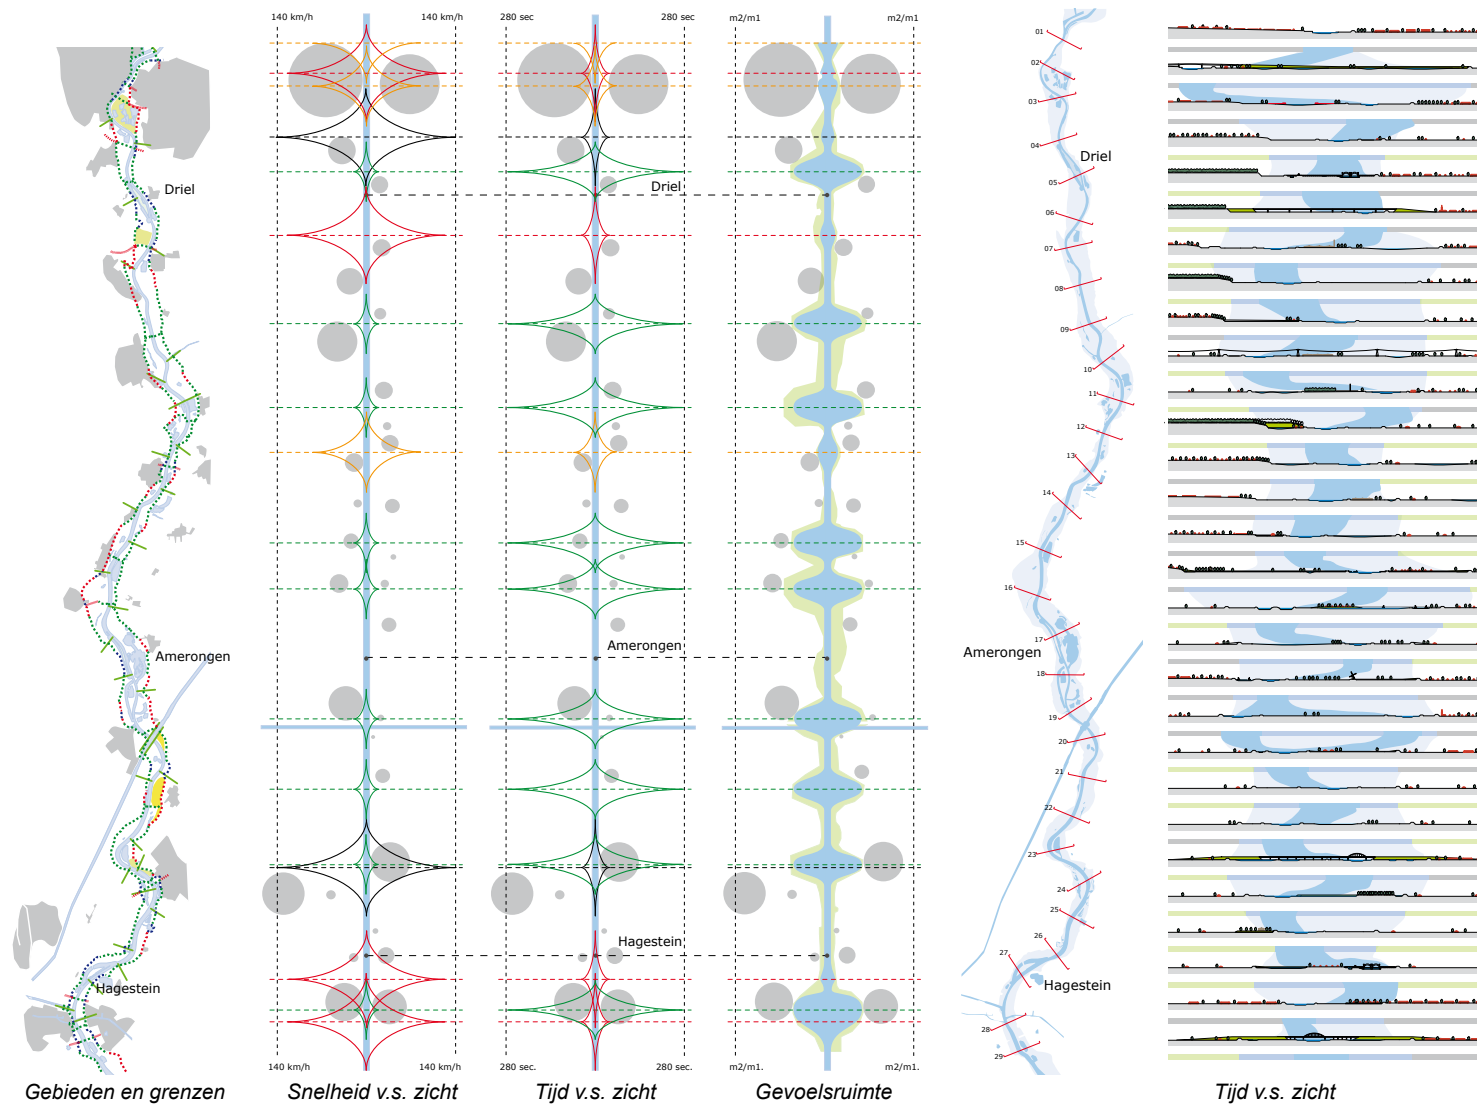 140 km/h
140 km/h
280 sec
280 sec
m2/m1
m2/m1
Driel
Amerongen
Hagestein
Driel
Amerongen
Hagestein
140 km/h
140 km/h
280 sec.
280 sec.
m2/m1.
m2/m1.
01
02
03
04
Driel
05
06
07
08
09
10
11
12
13
14
15
16
17
Amerongen
18
19
20
21
22
23
24
25
26
27
Hagestein
28
29
Gebieden en grenzen
Snelheid v.s. zicht
Tijd v.s. zicht
Gevoelsruimte
Tijd v.s. zicht